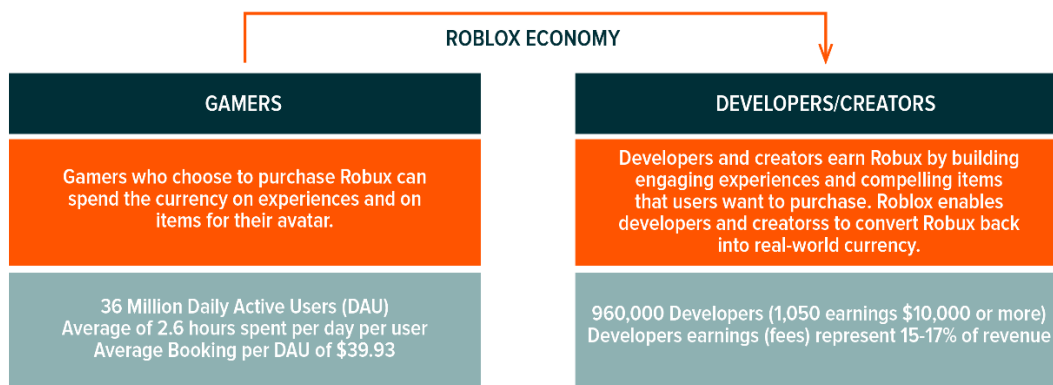 ROBLOX ECONOMY
GAMERS
Gamers who choose to purchase Robux can
spend the currency on experiences and on
items for their avatar.
36 Million Daily Active Users (DAU)
Average of 2.6 hours spent per day per user
Average Booking per DAU of $39.93
DEVELOPERS/CREATORS
Developers and creators earn Robux by building
engaging experiences and compelling items
that users want to purchase. Roblox enables
developers and creatorss to convert Robux back
into real-world currency.
960,000 Developers (1,050 earnings $10,000 or more)
Developers earnings (fees) represent 15-17% of revenue